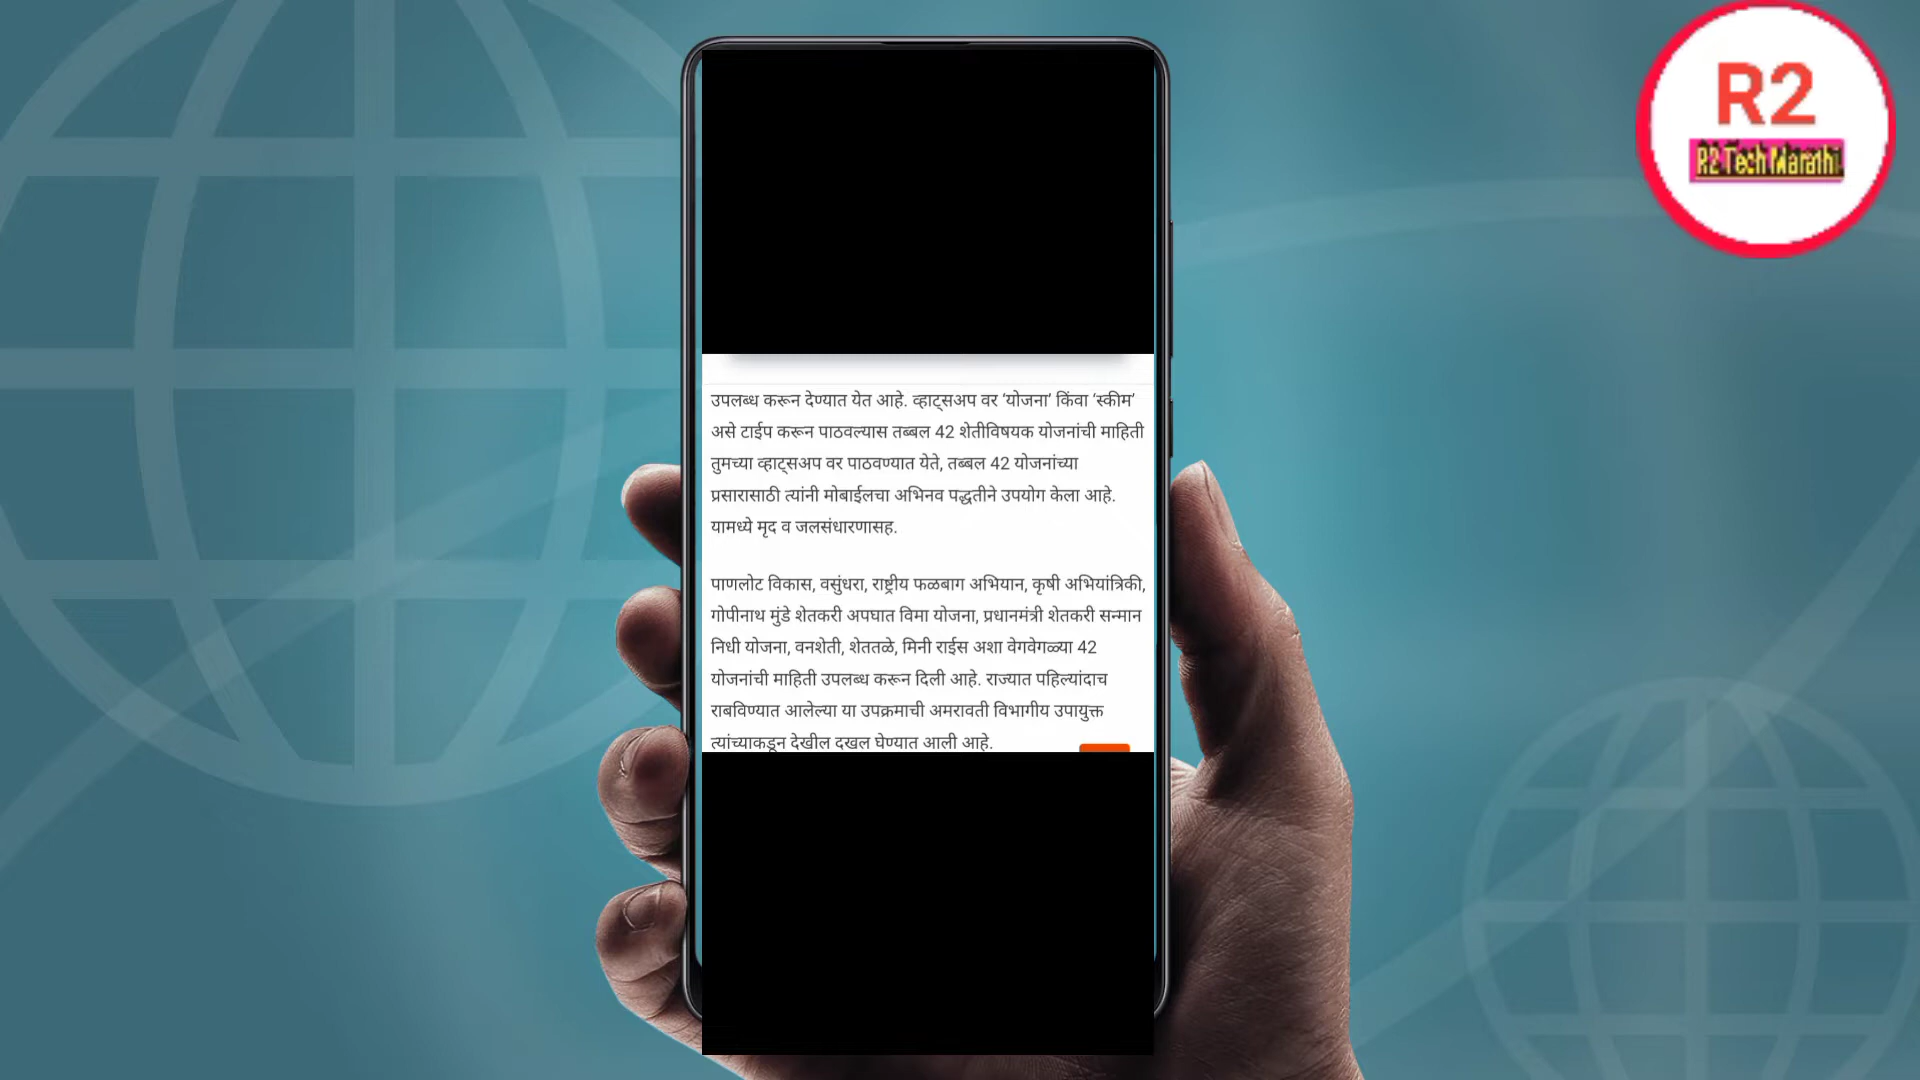 R2
R2 Tech Marathi
उपलब्ध करून देण्यात येत आहे. व्हाट्सअप वर ‘योजना’ किंवा ‘स्कीम’
असे टाईप करून पाठवल्यास तब्बल 42 शेतीविषयक योजनांची माहिती
तुमच्या व्हाट्सअप वर पाठवण्यात येते, तब्बल 42 योजनांच्या
प्रसारासाठी त्यांनी मोबाईलचा अभिनव पद्धतीने उपयोग केला आहे.
यामध्ये मृद व जलसंधारणासह.
पाणलोट विकास, वसुंधरा, राष्ट्रीय फळबाग अभियान, कृषी अभियांत्रिकी,
गोपीनाथ मुंडे शेतकरी अपघात विमा योजना, प्रधानमंत्री शेतकरी सन्मान
निधी योजना, वनशेती, शेततळे, मिनी राईस अशा वेगवेगळ्या 42
योजनांची माहिती उपलब्ध करून दिली आहे. राज्यात पहिल्यांदाच
राबविण्यात आलेल्या या उपक्रमाची अमरावती विभागीय उपायुक्त
त्यांच्याकडून देखील दखल घेण्यात आली आहे.